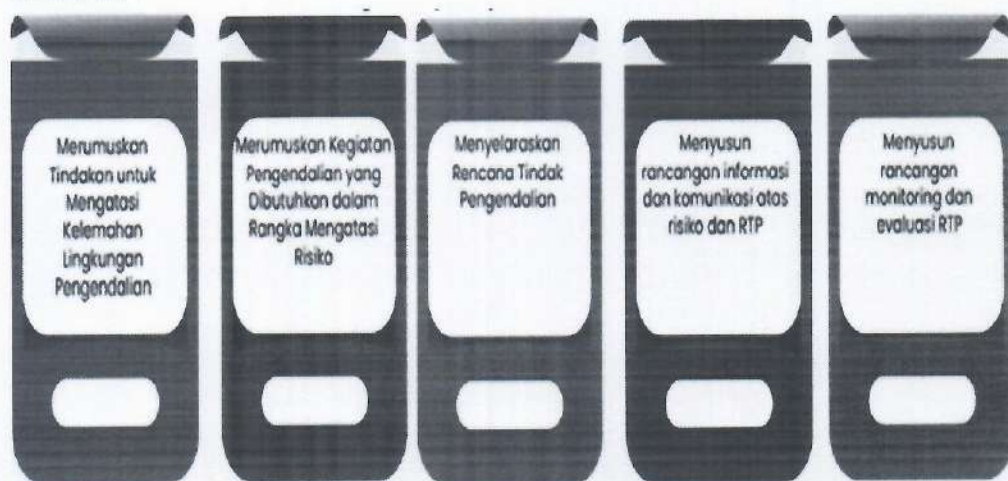 Merumuskan
Tindakan untuk
Mengatasi
Kelemahan
Lingkungan
Pengendalian
Merumuskan Kegiatan
Pengendalian yang
Dibutuhkan dalam
Rangka Mengatasi
Risiko
Menyelaraskan
Rencana Tindak
Pengendalian
Menyusun
rancangan informasi
dan komunikasi atas
risiko dan RTP
Menyusun
rancangan
monitoring dan
evaluasi RTP